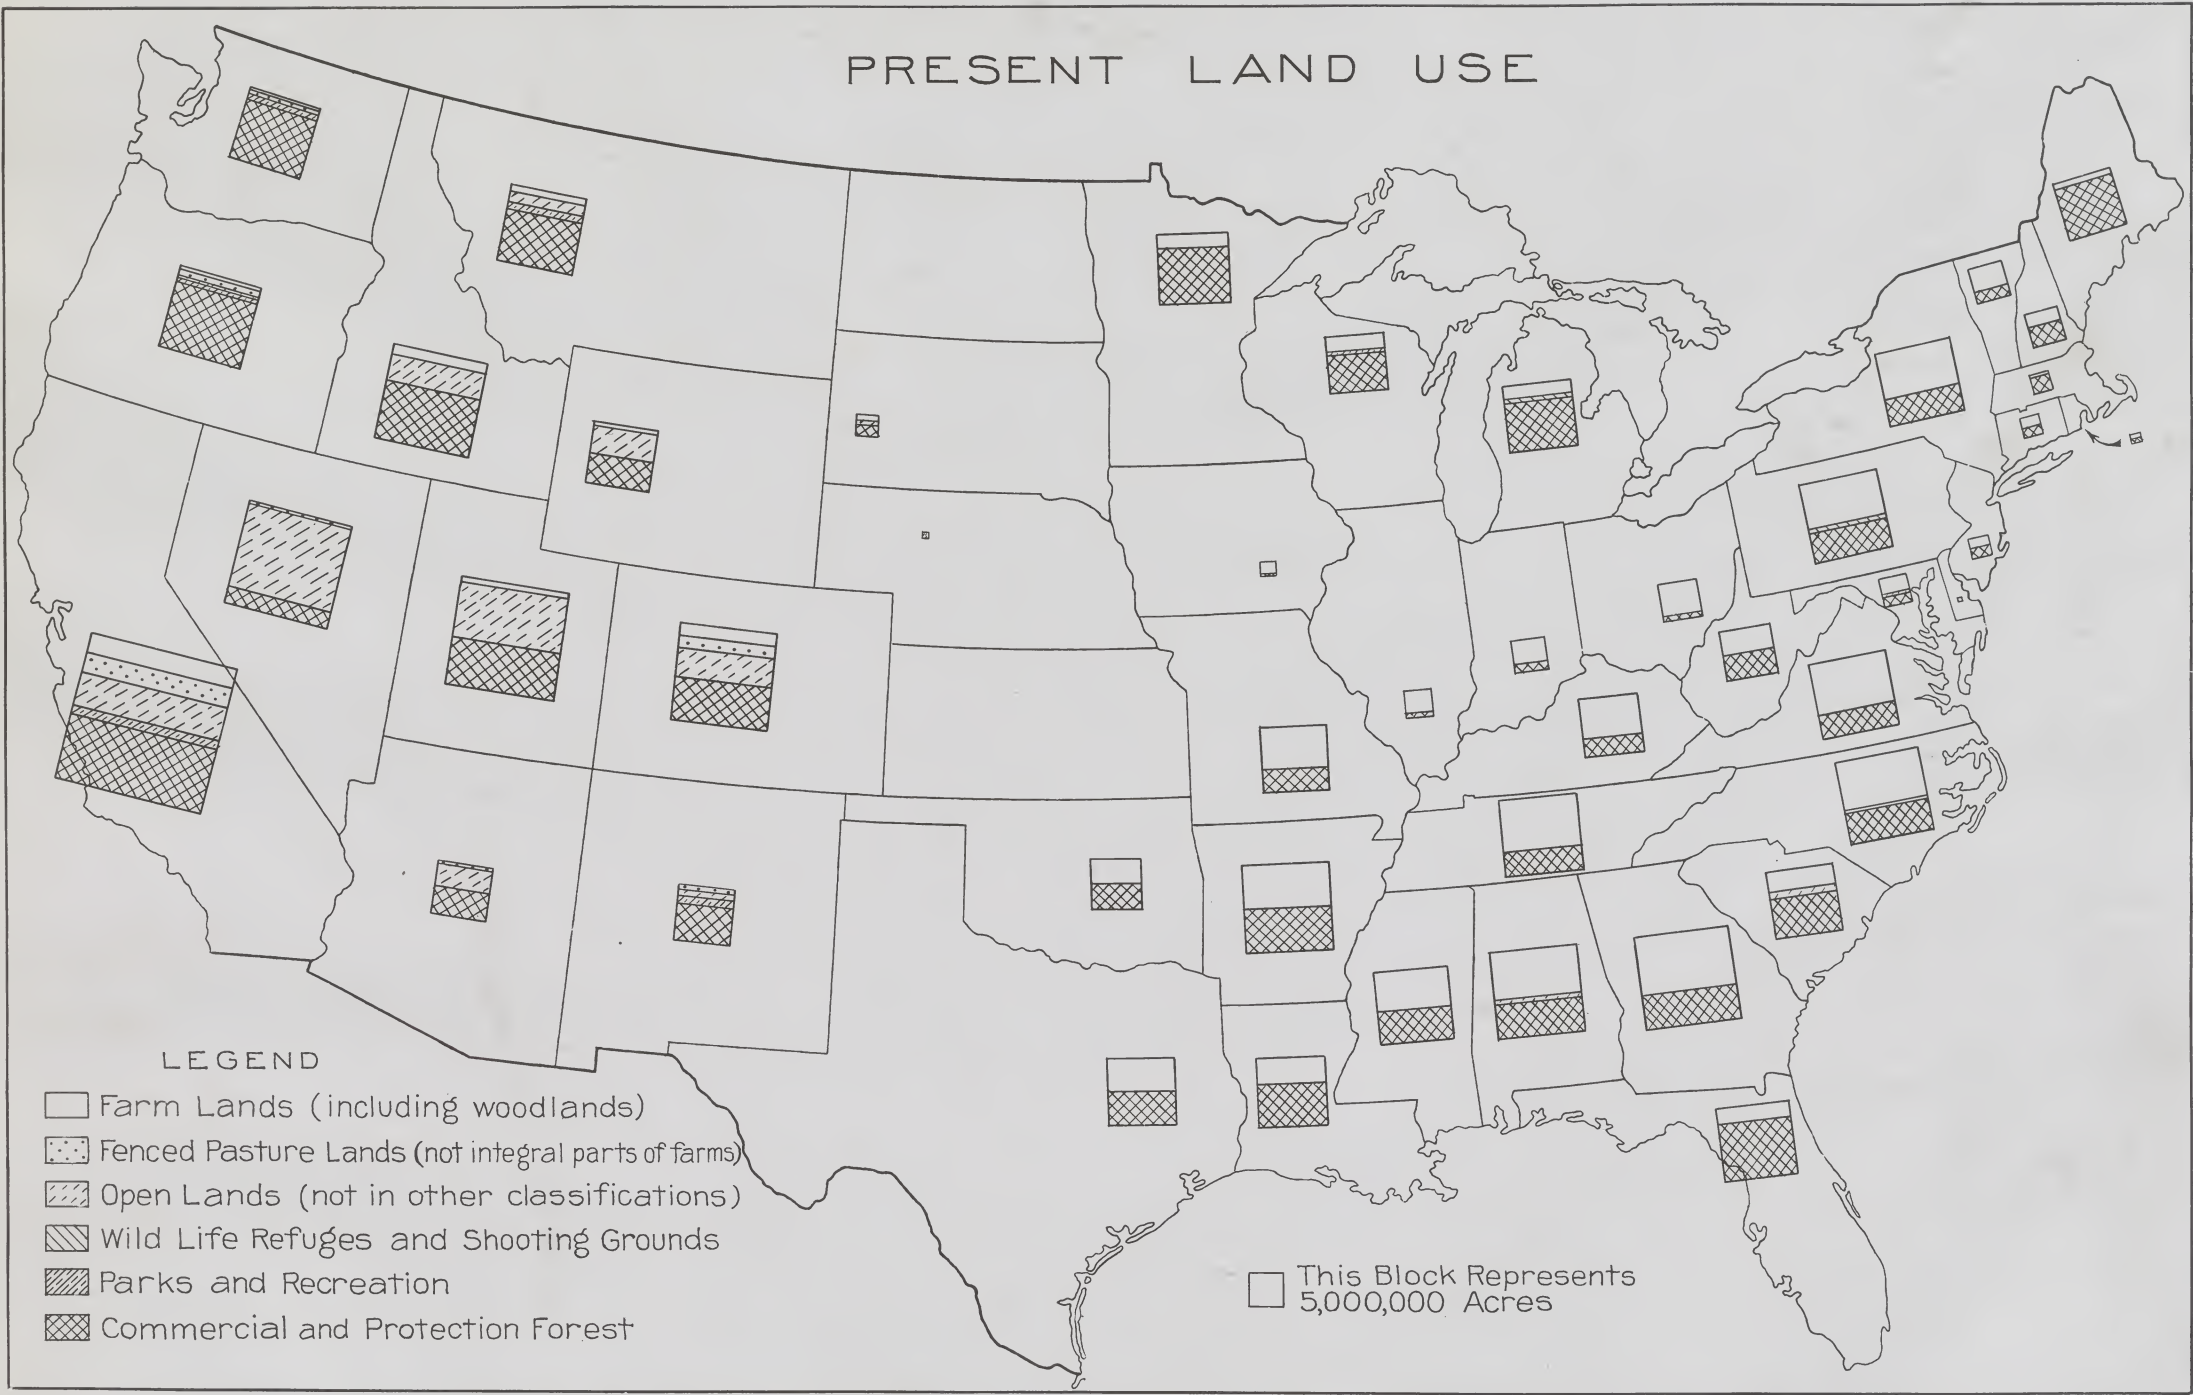 PRESENT LAND USE
LEGEND
Farm Lands (including woodlands)
Fenced Pasture Lands (not integral parts of farms)
Open Lands (not in other classifications)
Wild Life Refuges and Shooting Grounds
Parks and Recreation
Commercial and Protection Forest
This Block Represents
5,000,000 Acres